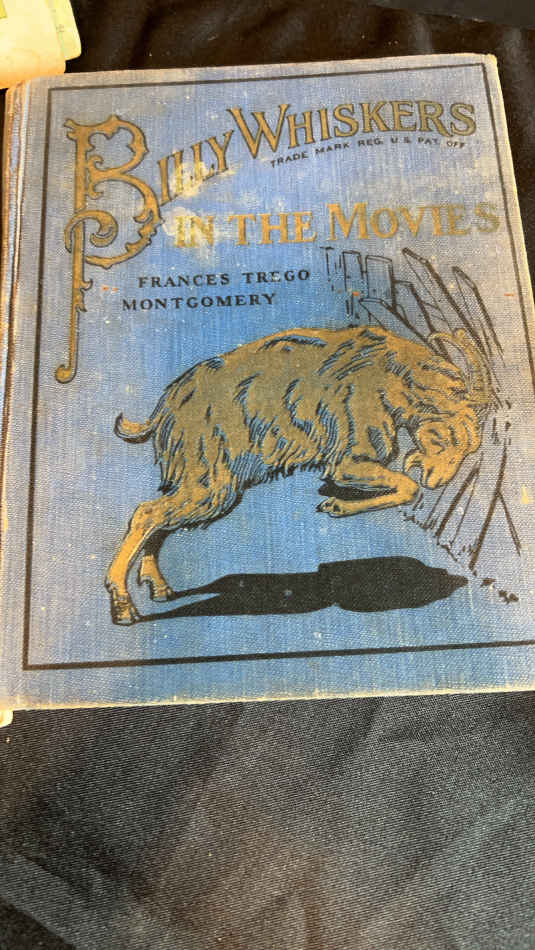 BILLY WHISKERS
TRADE MARK REG. U S PAT. OFF
IN THE MOVIES
FRANCES TREGO
MONTGOMERY